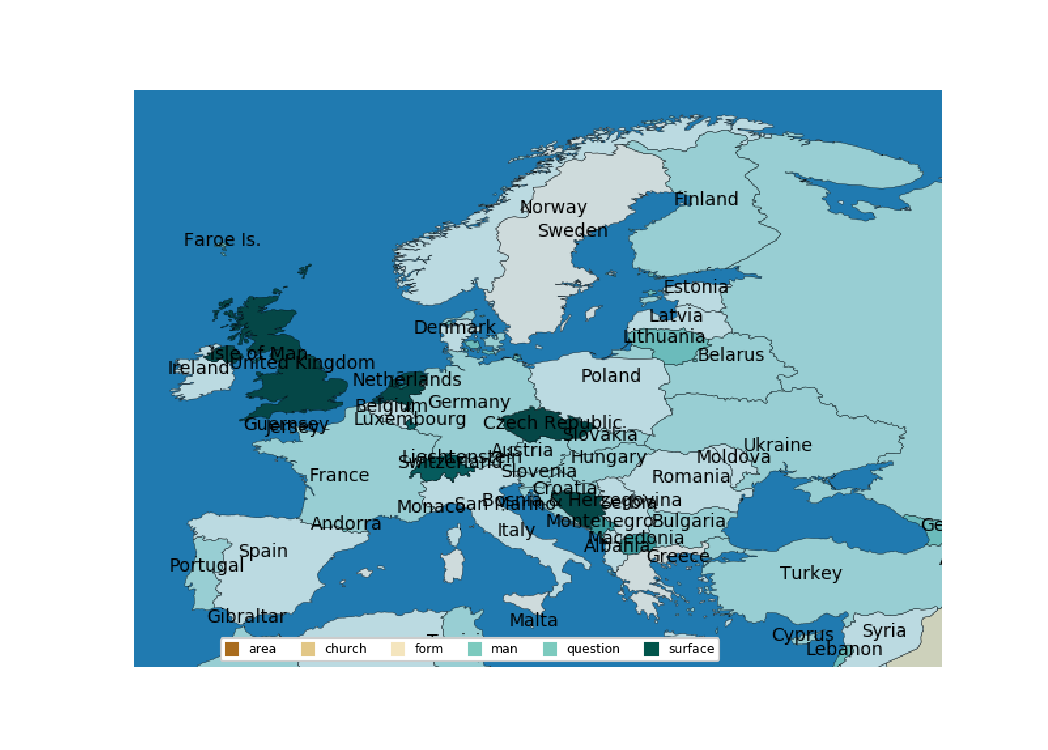 Norway
Finland
Sweden
Faroe Is.
Estonia
Latvia
Denmark
Lithuania
Isle of Man
Belarus
United Kingdom
Ireland
Poland
Netherlands
Germany
Belgium
Luxembourg
Guernsey
Jersey
Czech Republic
Slovakia
Ukraine
Austria
Liechtenstein
Hungary
Moldova
Switzerland
Slovenia
France
Romania
Croatia
Bosnia & Herzegovina
Serbia
Monaco
San Marino
Montenegro
Bulgaria
Andorra
Italy
Macedonia
Albania
Greece
Spain
Portugal
Turkey
Gibraltar
Malta
Cyprus
Syria
Lebanon
area church form man question surface